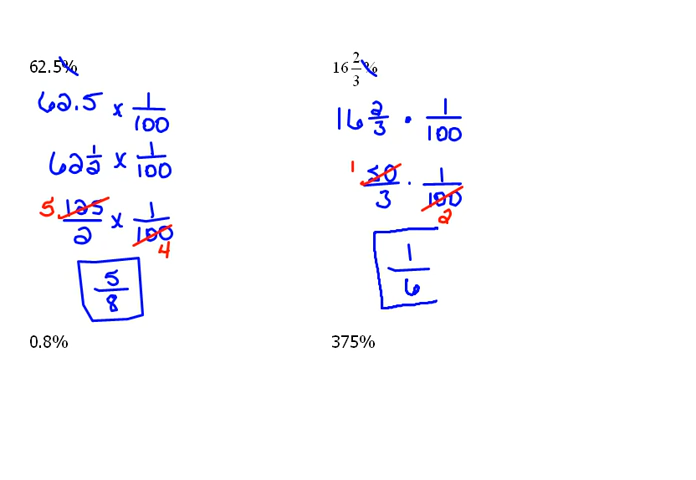 62.5%
62.5 x 1/100
62 1/2 x 1/100
5 125/2 x 1/100 4
5/8
0.8%
16 2/3 %
16 2/3 · 1/100
1 50/3 · 1/100 2
1/6
375%